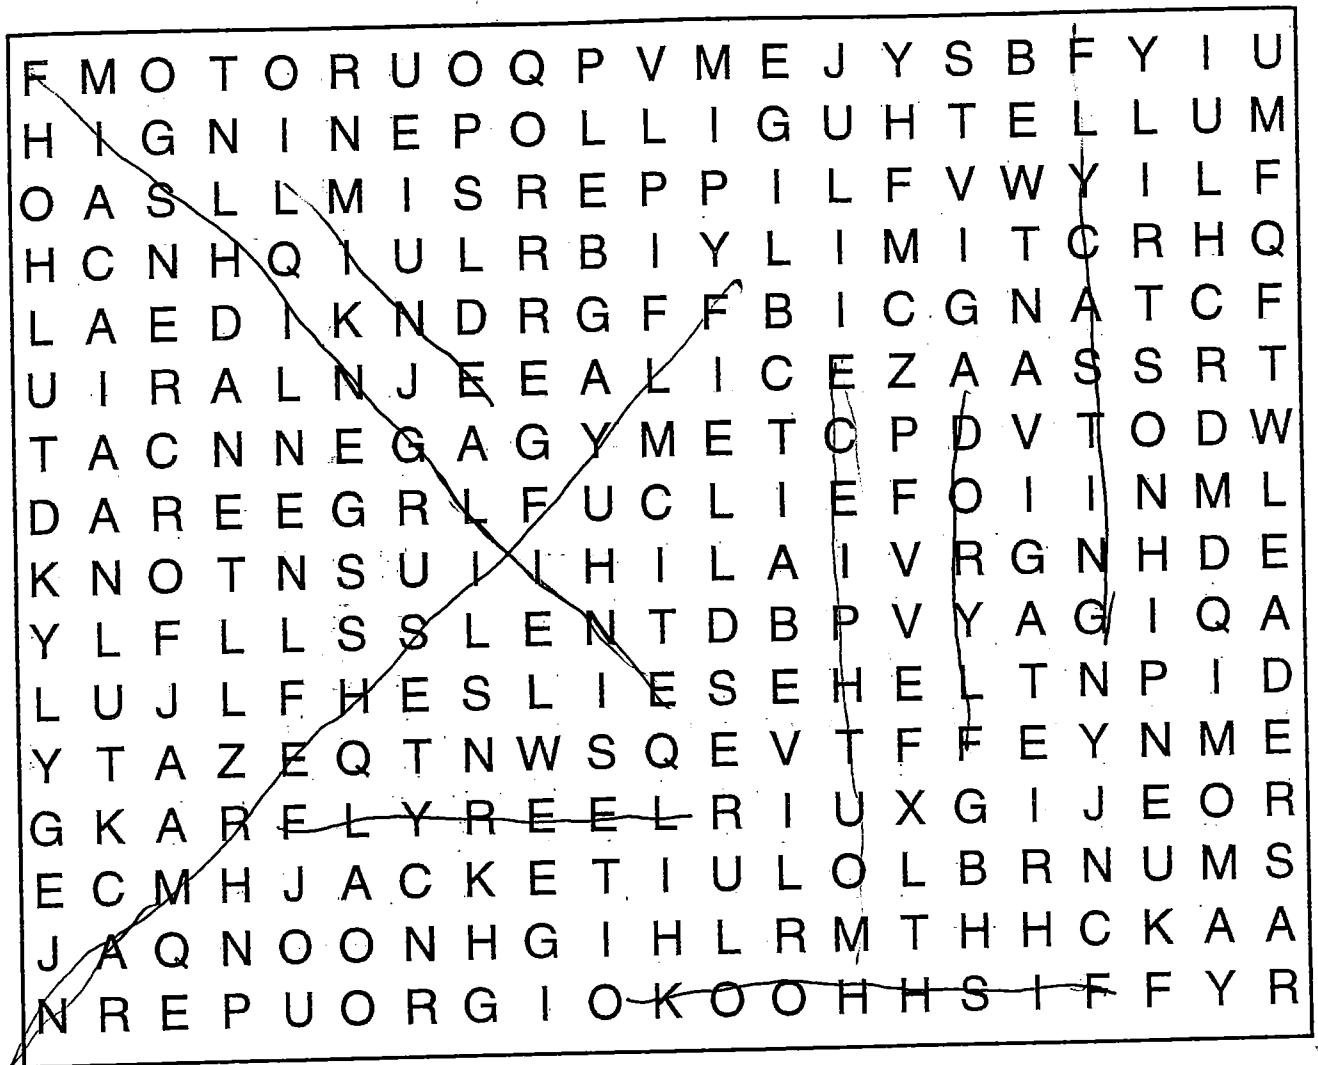 F M O T O R U O Q P V M E J Y S B F Y I U
H I G N I N E P O L L I G U H T E L L U M
O A S L L M I S R E P P I L F V W Y I L F
H C N H Q I U L R B I Y L I M I T C R H Q
L A E D I K N D R G F F B I C G N A T C F
U I R A L N J E E A L I C E Z A A S S R T
T A C N N E G A G Y M E T C P D V T O D W
D A R E E G R L F U C L I E F O I I N M L
K N O T N S U I I H I L A I V R G N H D E
Y L F L L S S L E N T D B P V Y A G I Q A
L U J L F H E S L I E S E H E L T N P I D
Y T A Z E Q T N W S Q E V T F F E Y N M E
G K A R F L Y R E E L R I U X G I J E O R
E C M H J A C K E T I U L O L B R N U M S
J A Q N O O N H G I H L R M T H H C K A A
N R E P U O R G I O K O O H H S I F F Y R